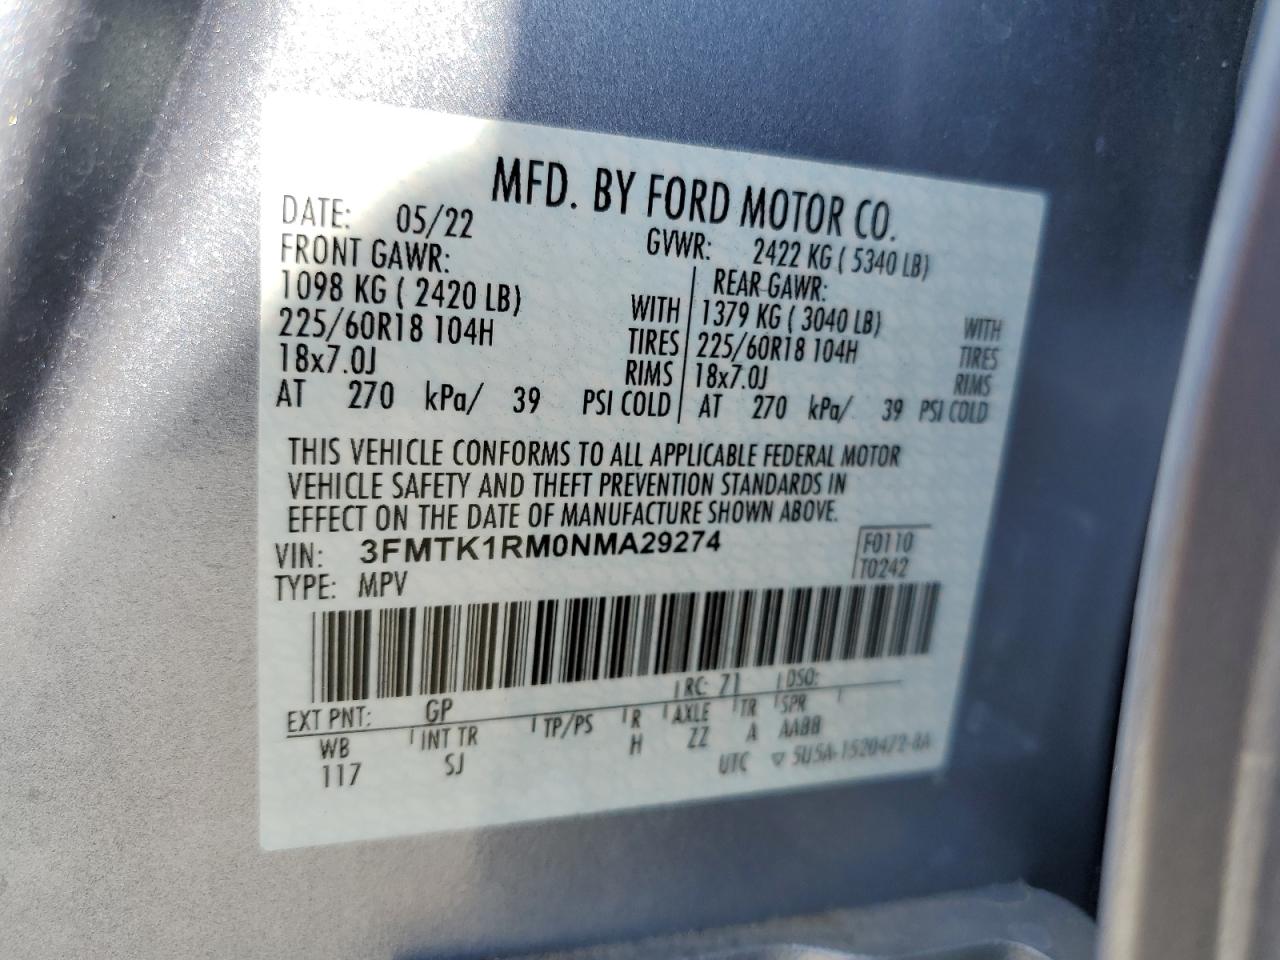 MFD. BY FORD MOTOR CO.
DATE: 05/22 GVWR: 2422 KG ( 5340 LB)
FRONT GAWR: REAR GAWR:
1098 KG ( 2420 LB) WITH 1379 KG ( 3040 LB) WITH
225/60R18 104H TIRES 225/60R18 104H TIRES
18x7.0J RIMS 18x7.0J RIMS
AT 270 kPa/ 39 PSI COLD AT 270 kPa/ 39 PSI COLD
THIS VEHICLE CONFORMS TO ALL APPLICABLE FEDERAL MOTOR
VEHICLE SAFETY AND THEFT PREVENTION STANDARDS IN
EFFECT ON THE DATE OF MANUFACTURE SHOWN ABOVE.
VIN: 3FMTK1RM0NMA29274 F0110
TYPE: MPV T0242
EXT PNT: GP RC: 71 DSO:
WB INT TR TP/PS R AXLE TR SPR
117 SJ H ZZ A AABB
UTC ▽ 5U5A-1520472-8A